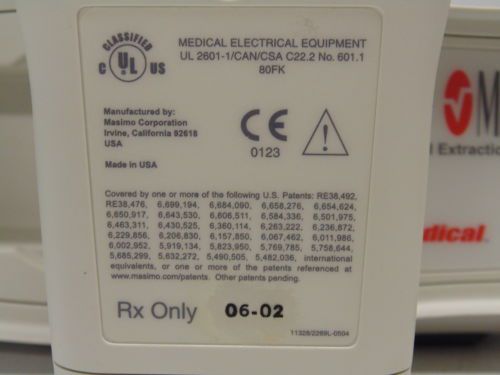 CLASSIFIED
C UL US
MEDICAL ELECTRICAL EQUIPMENT
UL 2601-1/CAN/CSA C22.2 No. 601.1
80FK
Manufactured by:
Masimo Corporation
Irvine, California 92618
USA
Made in USA
CE
0123
!
Covered by one or more of the following U.S. Patents: RE38,492,
RE38,476, 6,699,194, 6,684,090, 6,658,276, 6,654,624,
6,650,917, 6,643,530, 6,606,511, 6,584,336, 6,501,975,
6,463,311, 6,430,525, 6,360,114, 6,263,222, 6,236,872,
6,229,856, 6,206,830, 6,157,850, 6,067,462, 6,011,986,
6,002,952, 5,919,134, 5,823,950, 5,769,785, 5,758,644,
5,685,299, 5,632,272, 5,490,505, 5,482,036, international
equivalents, or one or more of the patents referenced at
www.masimo.com/patents. Other patents pending.
Rx Only 06-02
11328/2269L-0504
M
l Extraction
dical.